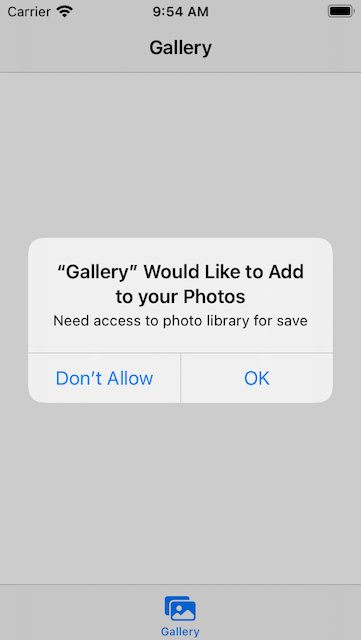 Carrier 9:54 AM
Gallery
“Gallery” Would Like to Add
to your Photos
Need access to photo library for save
Don’t Allow OK
Gallery